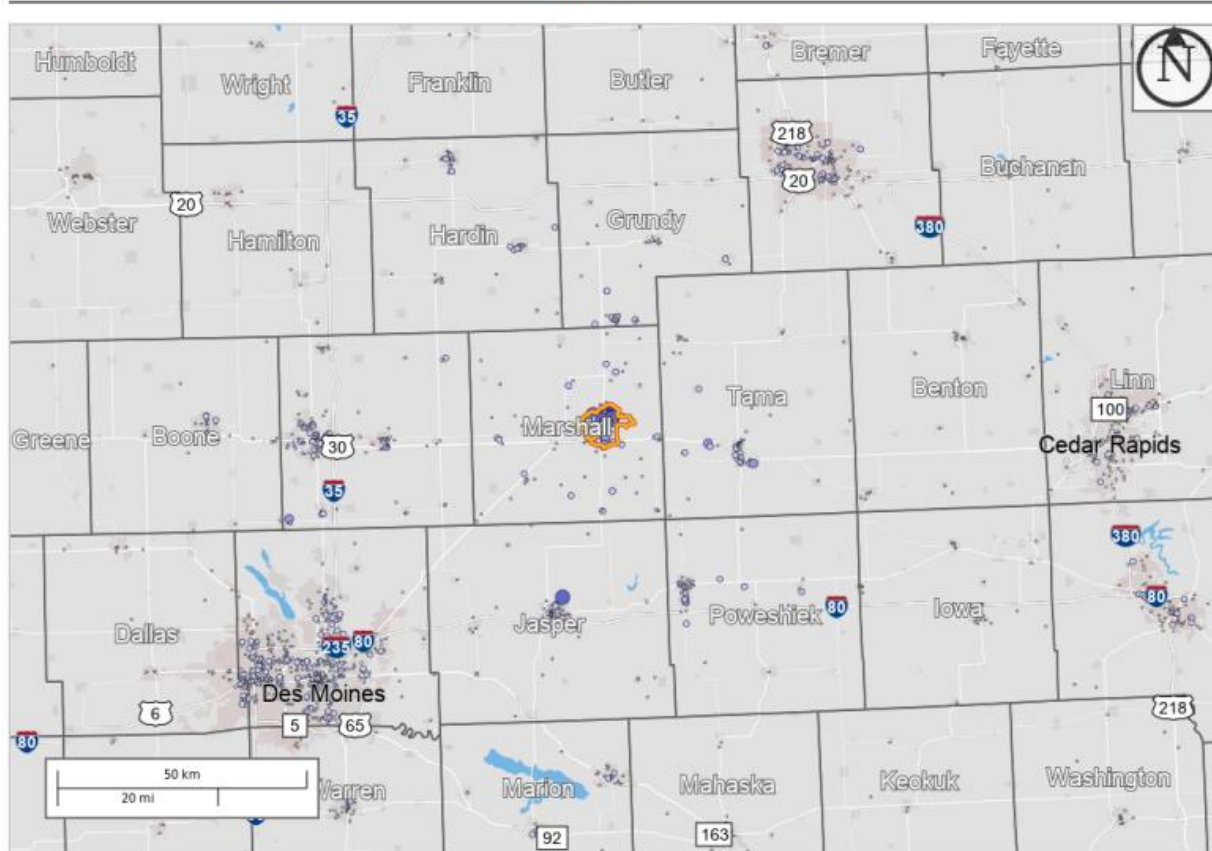 Humboldt
Wright
Franklin
Butler
Bremer
Fayette
N
35
218
20
Buchanan
Webster
20
Hamilton
Hardin
Grundy
380
Greene
Boone
30
35
Marshall
Tama
Benton
Linn
100
Cedar Rapids
380
Dallas
235
80
Jasper
Poweshiek
80
Iowa
80
Des Moines
6
5
65
218
80
50 km
20 mi
Warren
Marion
Mahaska
Keokuk
Washington
92
163